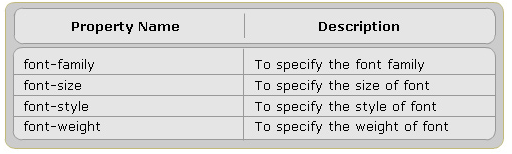 Property Name Description
font-family To specify the font family
font-size To specify the size of font
font-style To specify the style of font
font-weight To specify the weight of font